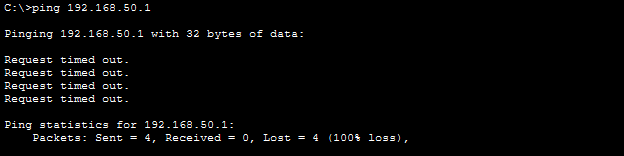 C:\>ping 192.168.50.1
Pinging 192.168.50.1 with 32 bytes of data:
Request timed out.
Request timed out.
Request timed out.
Request timed out.
Ping statistics for 192.168.50.1:
    Packets: Sent = 4, Received = 0, Lost = 4 (100% loss),